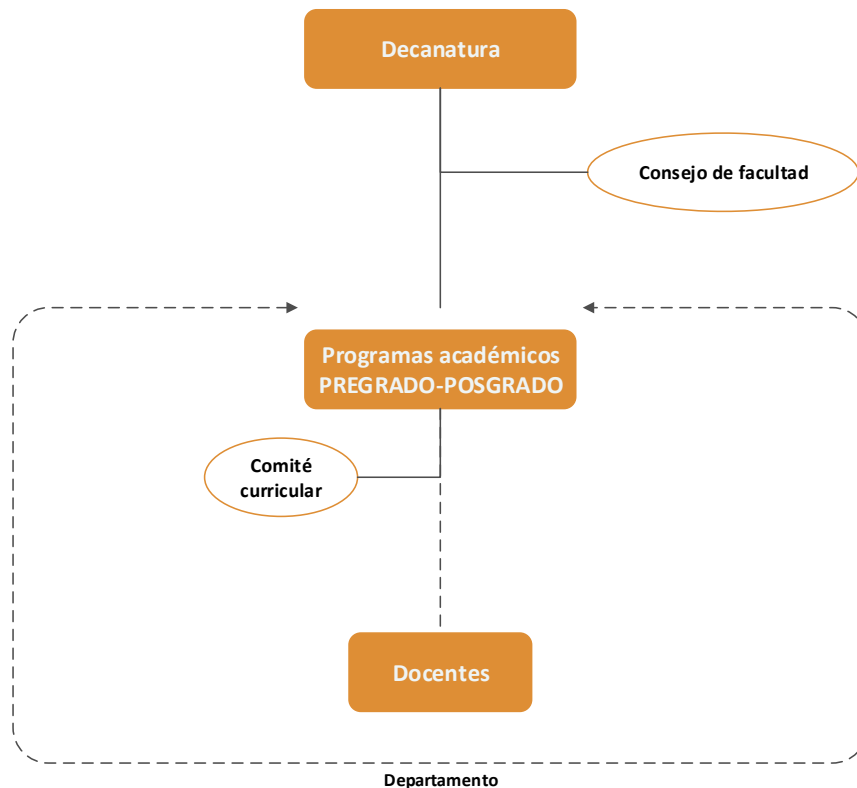 Decanatura
Consejo de facultad
Programas académicos
PREGRADO-POSGRADO
Comité
curricular
Docentes
Departamento